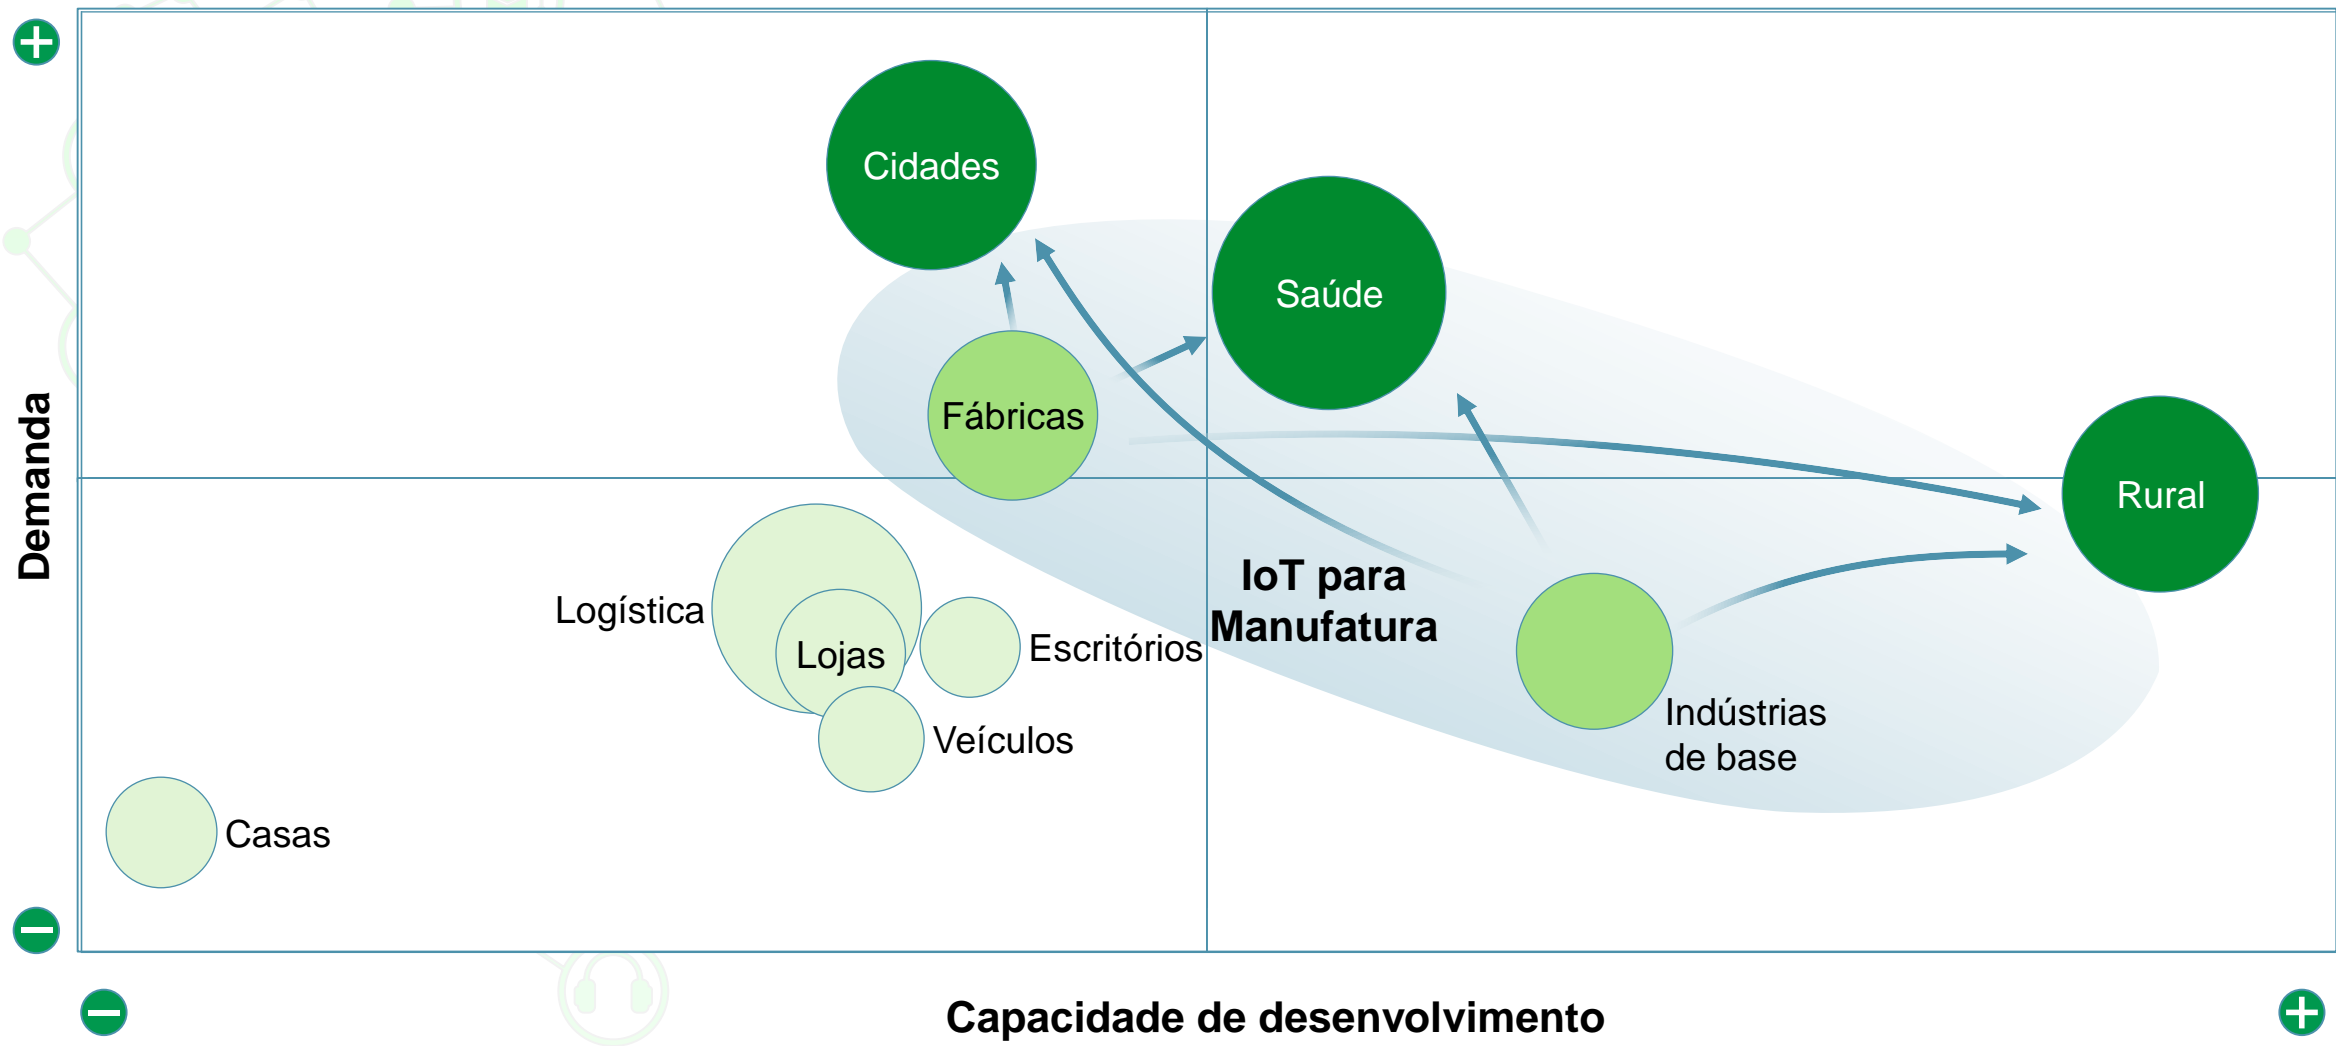 Cidades
Saúde
Fábricas
Demanda
Rural
IoT para
Manufatura
Logística
Lojas
Escritórios
Indústrias
de base
Veículos
Casas
Capacidade de desenvolvimento